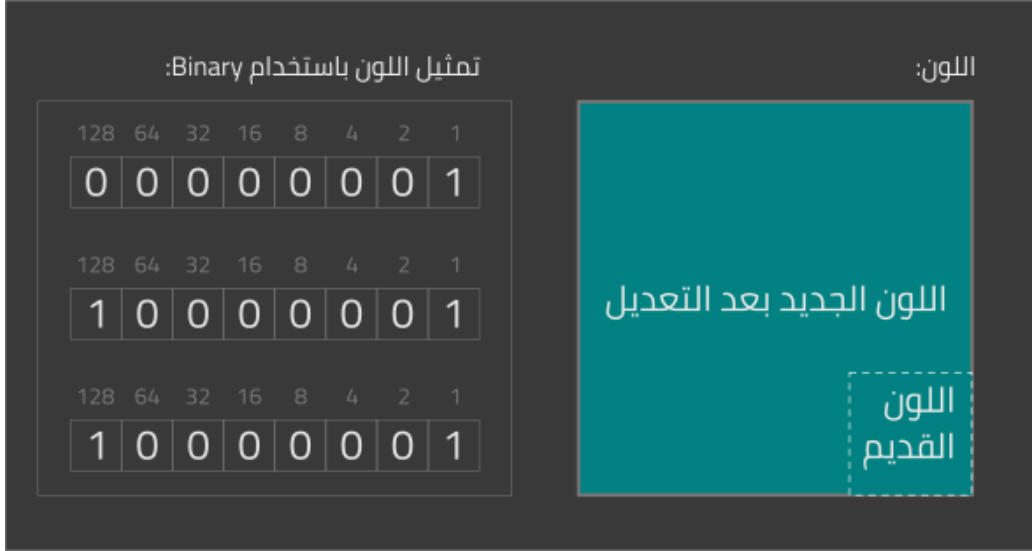 اللون:
اللون الجديد بعد التعديل
اللون
القديم
تمثيل اللون باستخدام Binary:
128 64 32 16 8 4 2 1
0 0 0 0 0 0 0 1
128 64 32 16 8 4 2 1
1 0 0 0 0 0 0 1
128 64 32 16 8 4 2 1
1 0 0 0 0 0 0 1